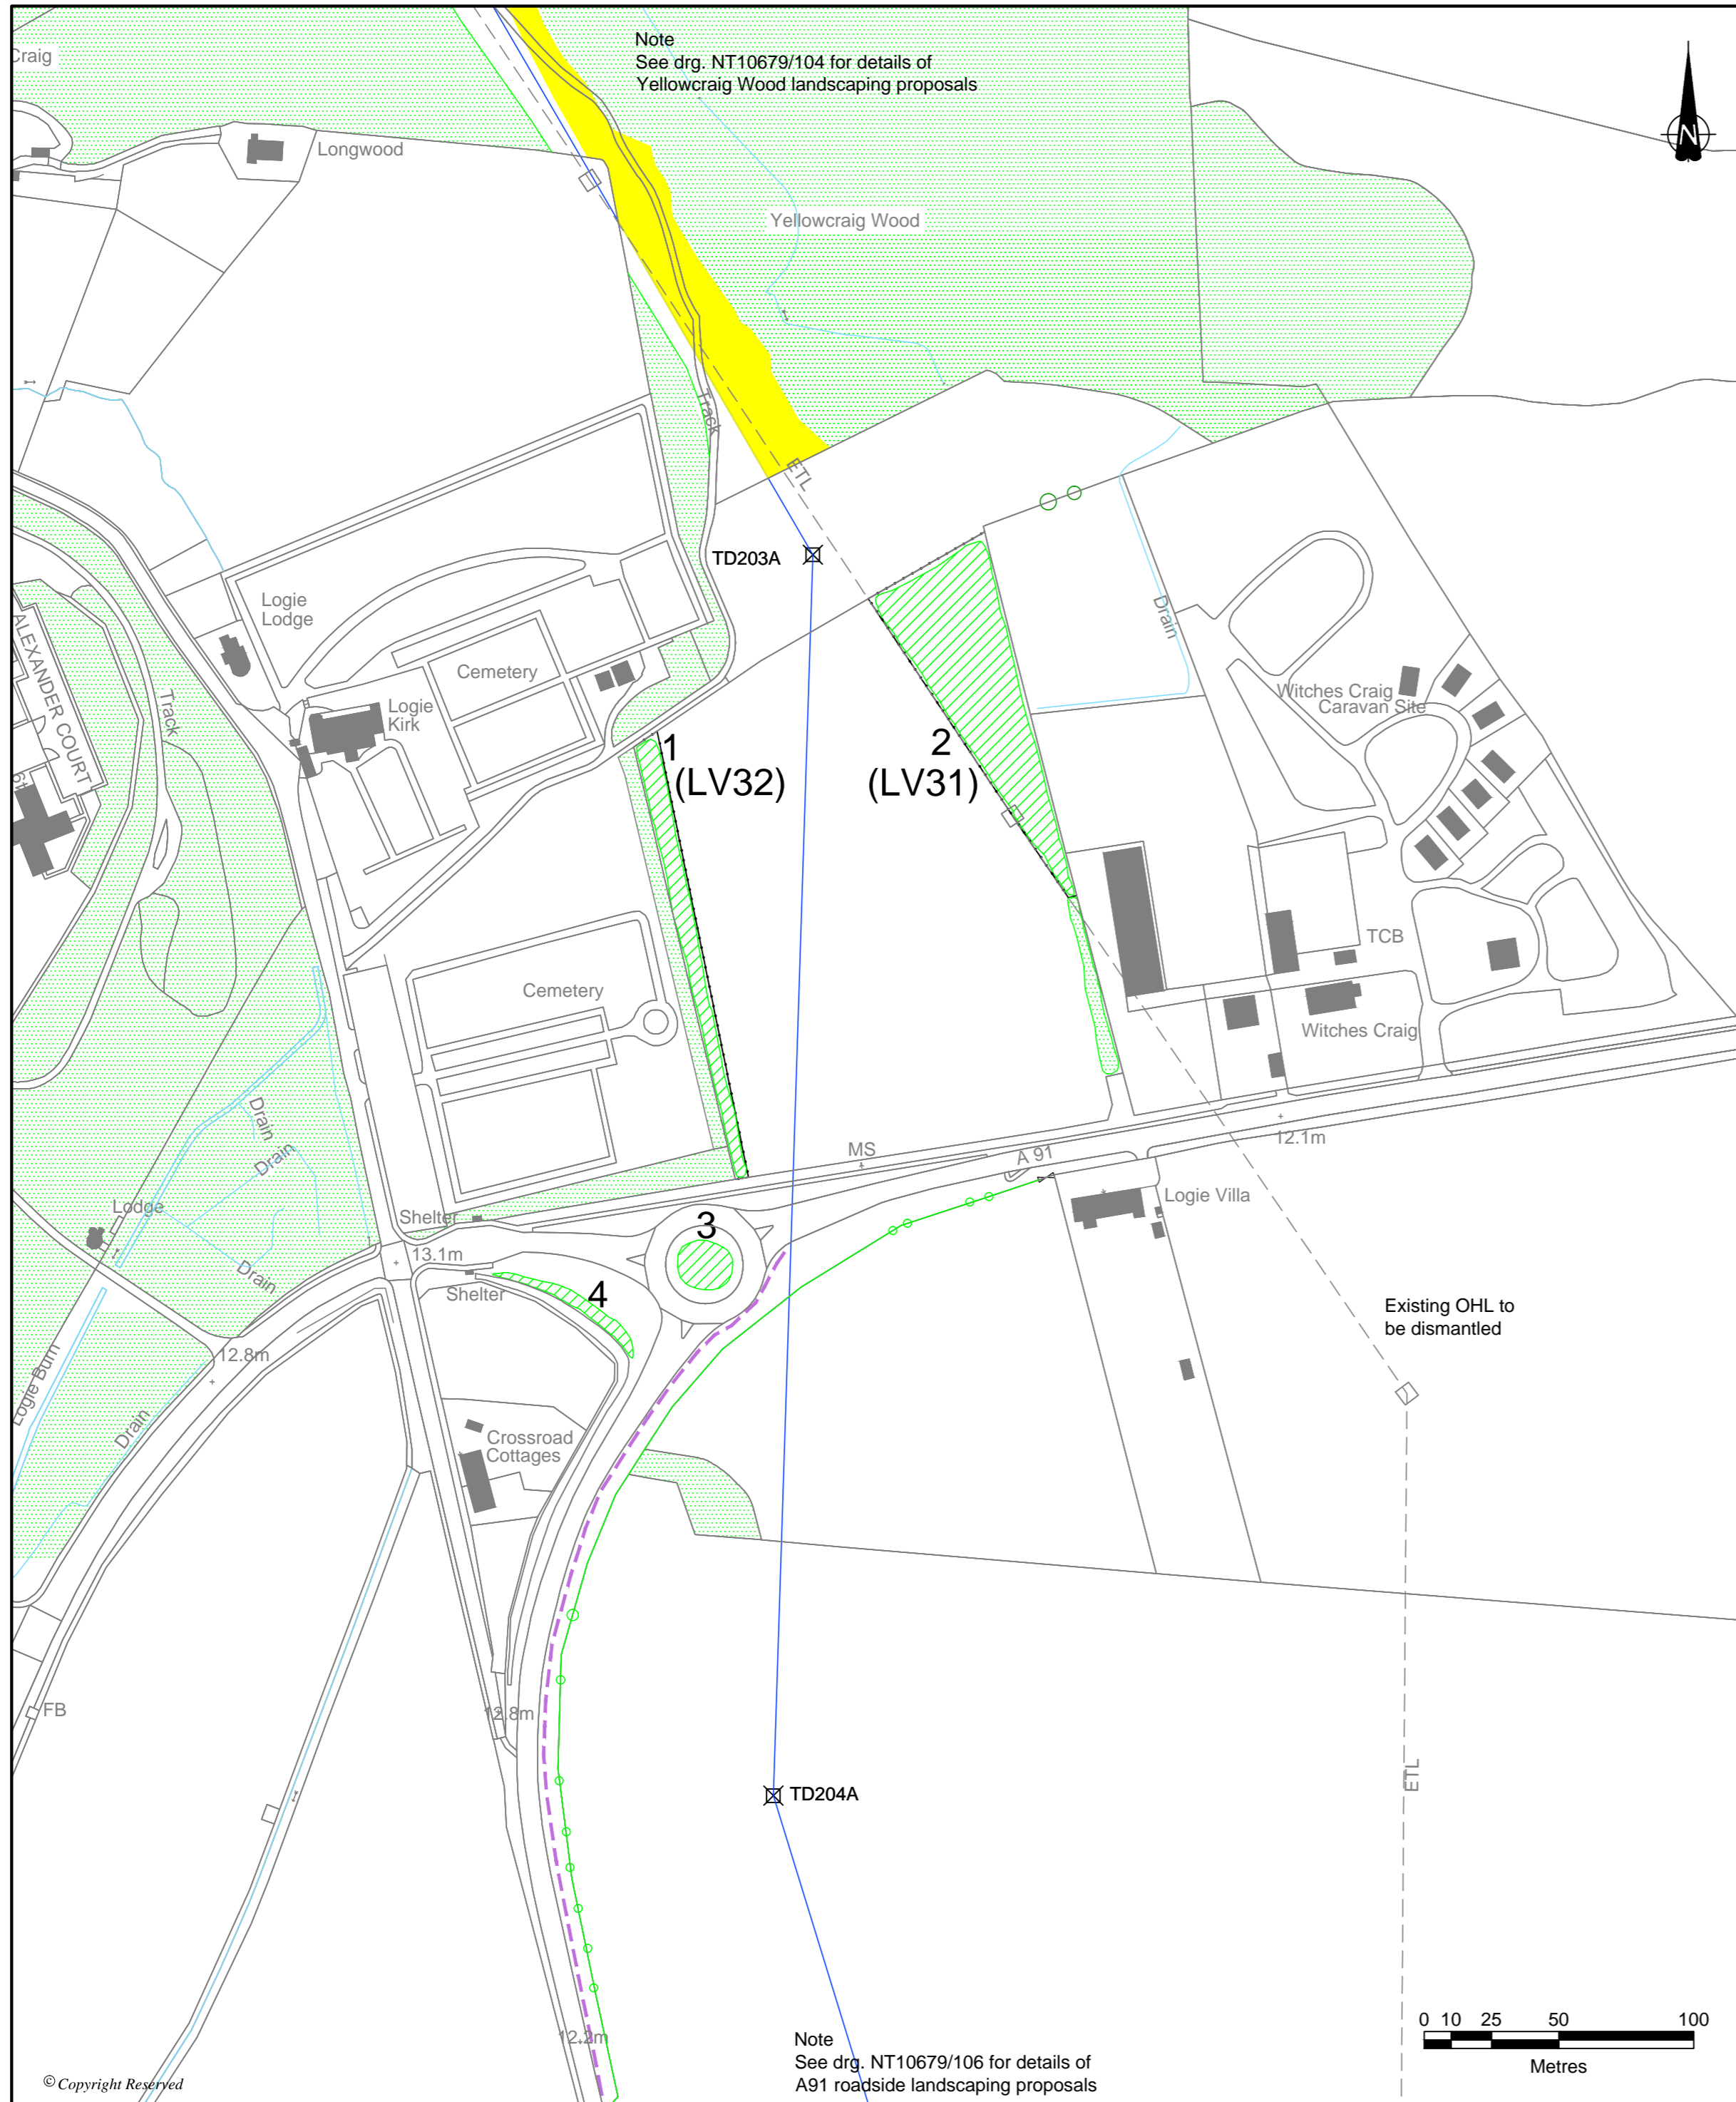 Note
See drg. NT10679/104 for details of
Yellowcraig Wood landscaping proposals
Craig
N
Longwood
Yellowcraig Wood
Track
ETL
TD203A
Logie
Lodge
Drain
ALEXANDER COURT
Cemetery
Track
Logie
Kirk
Witches Craig
Caravan Site
1
(LV32)
2
(LV31)
TCB
Cemetery
Witches Craig
Drain
Drain
MS
A 91
12.1m
Logie Villa
Lodge
Shelter
3
13.1m
Drain
Shelter
4
Existing OHL to
be dismantled
12.8m
Logie Burn
Drain
Crossroad
Cottages
FB
12.8m
ETL
TD204A
0 10 25 50 100
Metres
12.2m
Note
See drg. NT10679/106 for details of
A91 roadside landscaping proposals
© Copyright Reserved